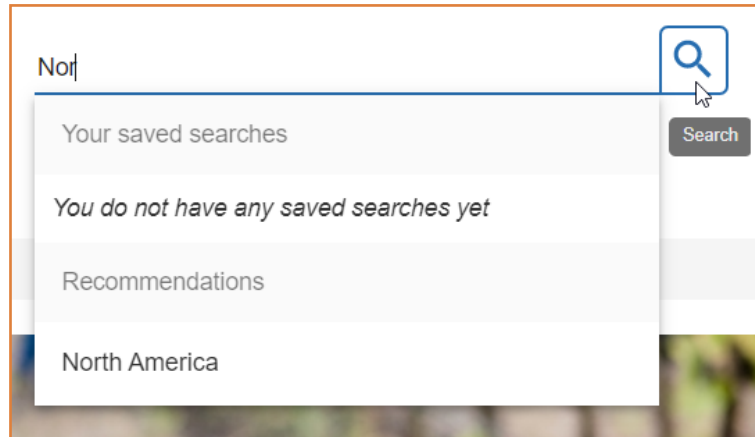 Nor
Search
Your saved searches
You do not have any saved searches yet
Recommendations
North America